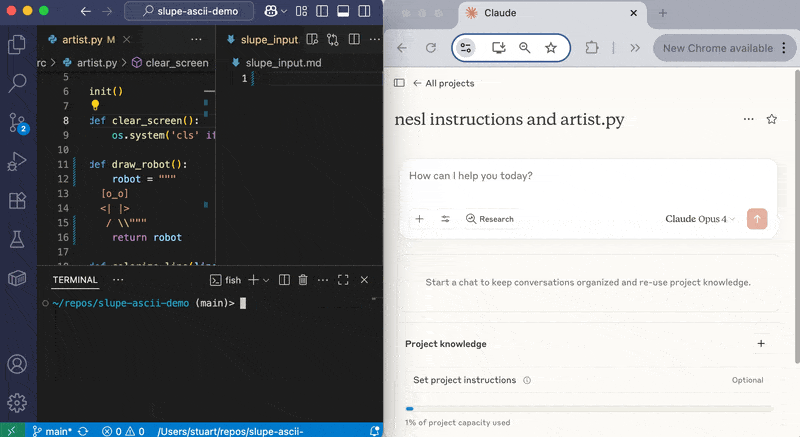 slupe-ascii-demo
artist.py M
slupe_input
rc > artist.py > clear_screen
slupe_input.md
5
6 init()
7
8 def clear_screen():
9 os.system('cls' if
10
11 def draw_robot():
12 robot = """
13 [o_o]
14 <| |>
15 / \\"""
16 return robot
17
1
2
TERMINAL
fish
~/repos/slupe-ascii-demo (main)>
main*
0 0
/Users/stuart/repos/slupe-ascii-
Claude
New Chrome available
← All projects
nesl instructions and artist.py
How can I help you today?
Research
Claude Opus 4
Start a chat to keep conversations organized and re-use project knowledge.
Project knowledge
Set project instructions
Optional
1% of project capacity used